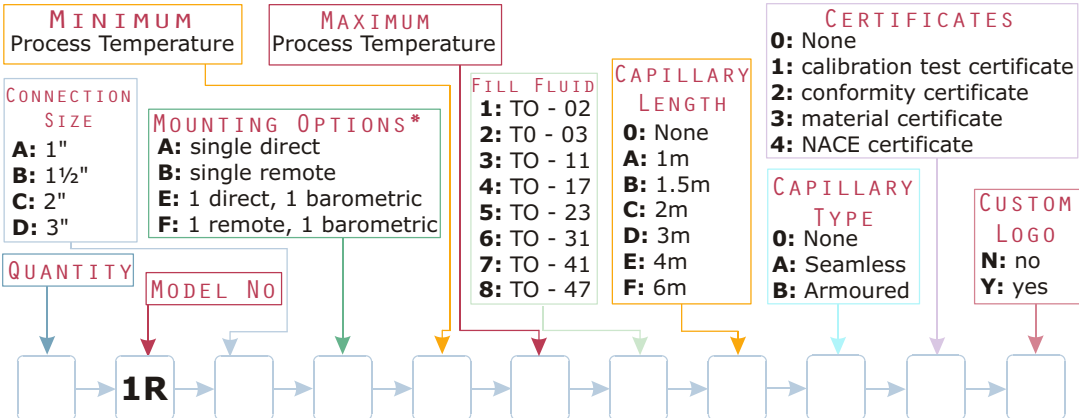 MINIMUM
Process Temperature
MAXIMUM
Process Temperature
CERTIFICATES
0: None
1: calibration test certificate
2: conformity certificate
3: material certificate
4: NACE certificate
CONNECTION
SIZE
A: 1"
B: 1½"
C: 2"
D: 3"
MOUNTING OPTIONS*
A: single direct
B: single remote
E: 1 direct, 1 barometric
F: 1 remote, 1 barometric
FILL FLUID
1: TO - 02
2: T0 - 03
3: TO - 11
4: TO - 17
5: TO - 23
6: TO - 31
7: TO - 41
8: TO - 47
CAPILLARY
LENGTH
0: None
A: 1m
B: 1.5m
C: 2m
D: 3m
E: 4m
F: 6m
CAPILLARY
TYPE
0: None
A: Seamless
B: Armoured
CUSTOM
LOGO
N: no
Y: yes
QUANTITY
MODEL NO
1R